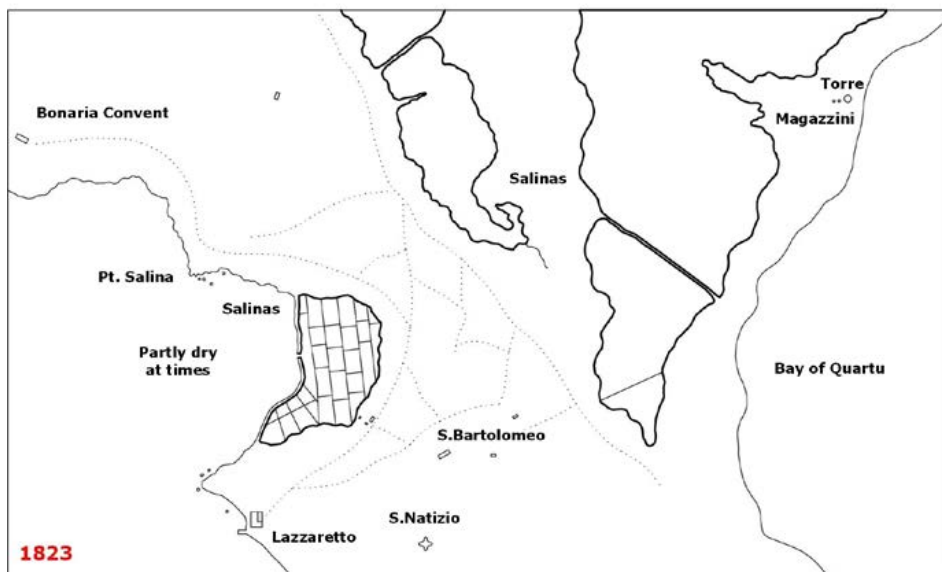 Torre
Bonaria Convent
Magazzini
Salinas
Pt. Salina
Salinas
Partly dry
at times
Bay of Quartu
S.Bartolomeo
S.Natizio
Lazzaretto
1823